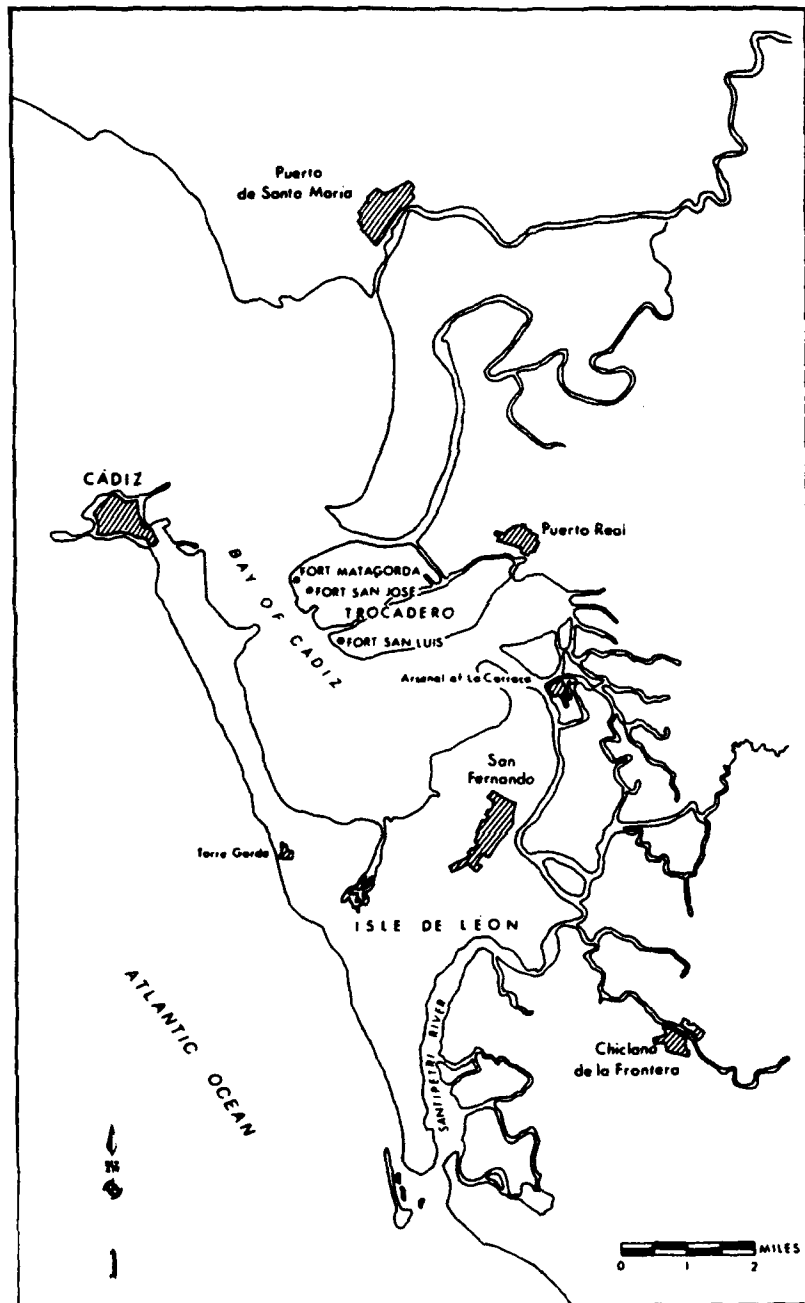 Puerto
de Santa Maria
CÁDIZ
Puerto Real
BAY OF CADIZ
FORT MATAGORDA
FORT SAN JOSE
TROCADERO
FORT SAN LUIS
Arsenal at La Carraca
San
Fernando
Torre Gorda
ISLE DE LEÓN
ATLANTIC OCEAN
SANTIPETRI RIVER
Chiclana
de la Frontera
MILES
0 1 2